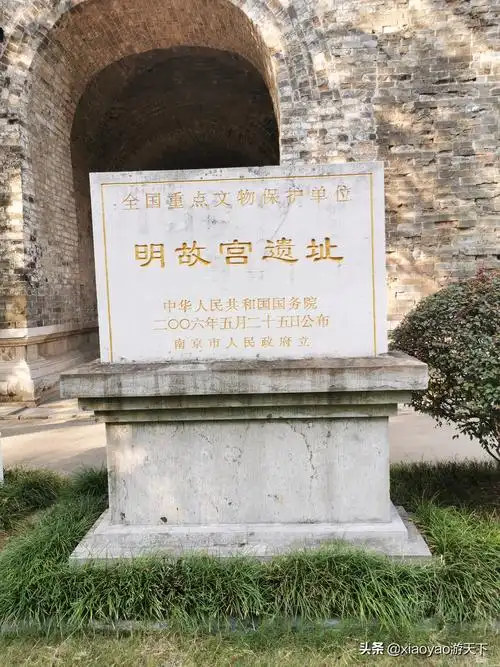 全国重点文物保护单位
明故宫遗址
中华人民共和国国务院
二〇〇六年五月二十五日公布
南京市人民政府立
头条 @xiaoyao游天下